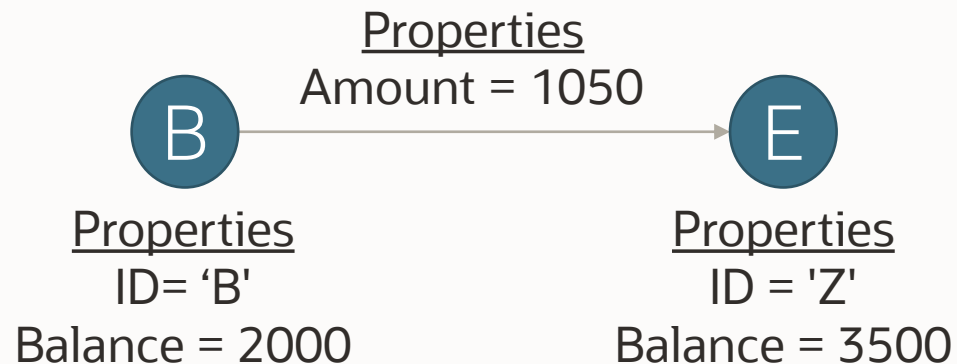 Properties
Amount = 1050
B
E
Properties
ID= ‘B'
Balance = 2000
Properties
ID = 'Z'
Balance = 3500